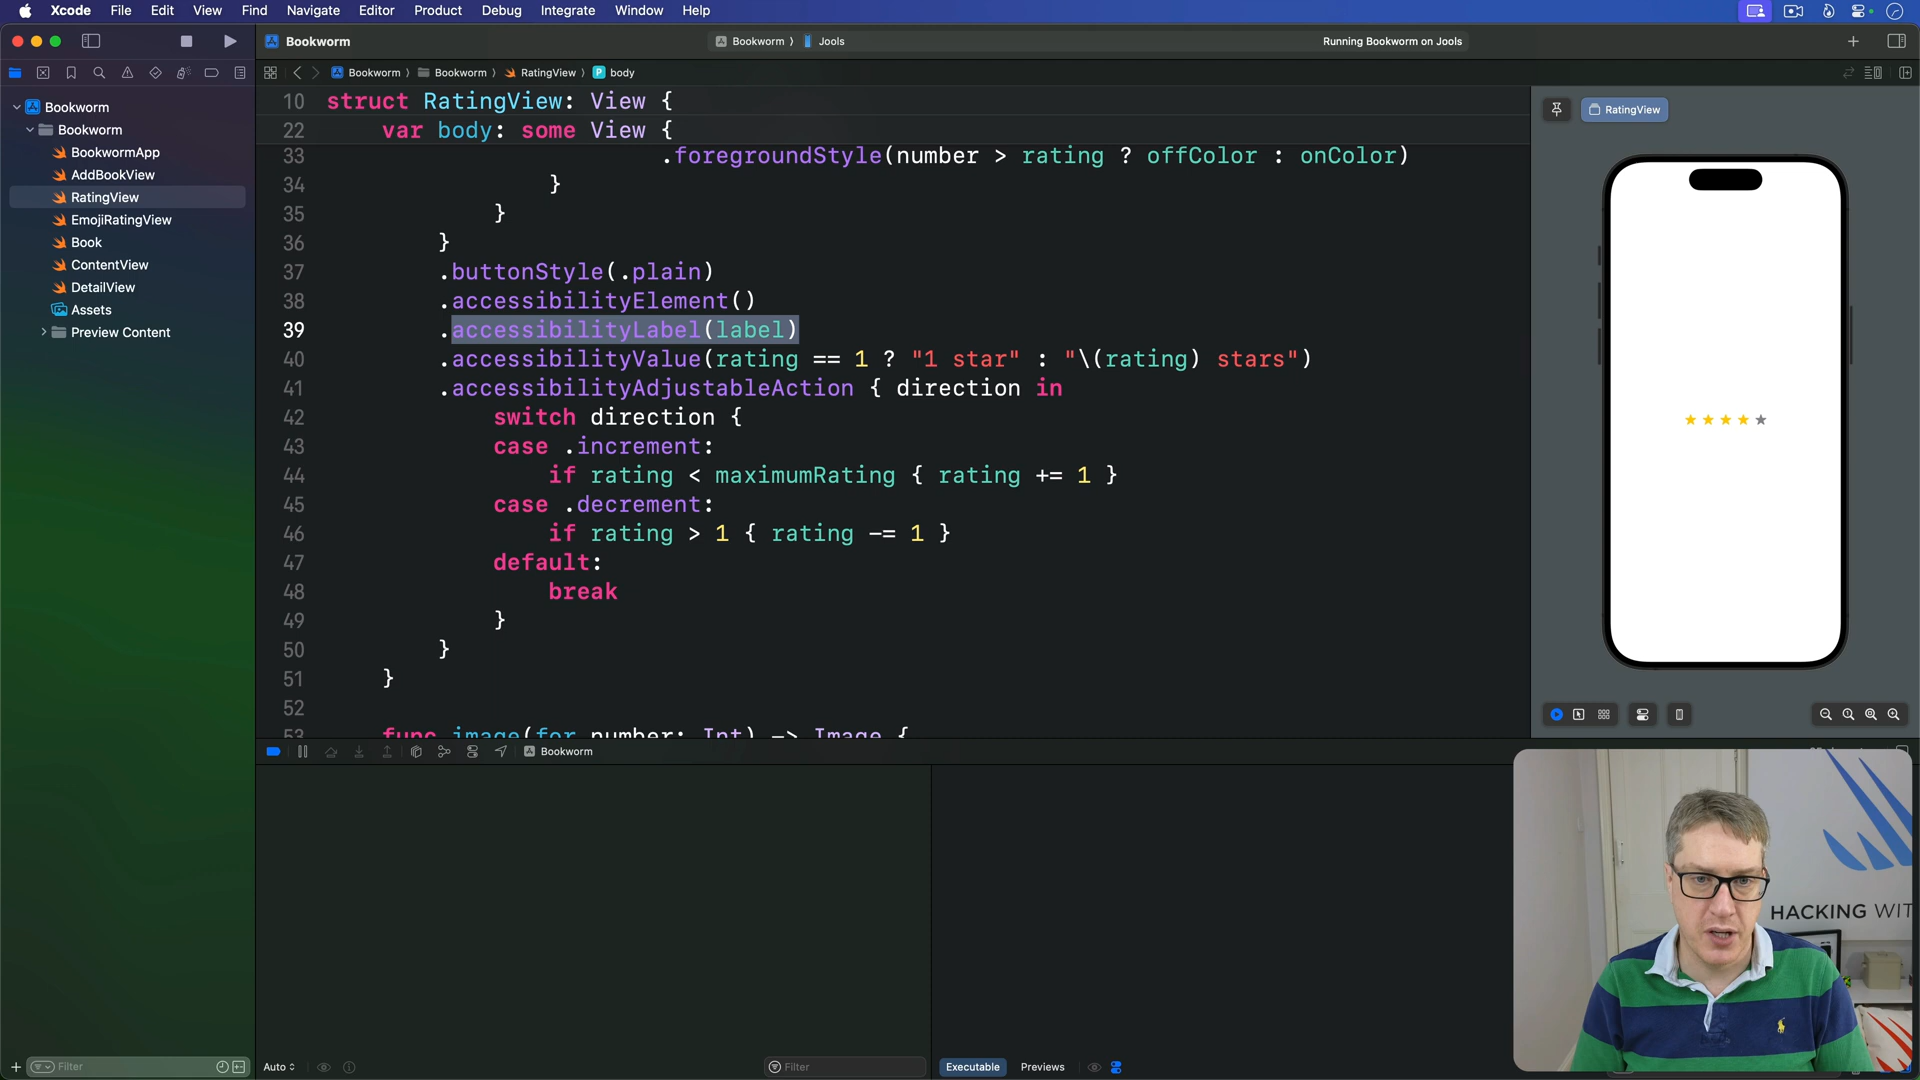 Xcode File Edit View Find Navigate Editor Product Debug Integrate Window Help
Bookworm
Bookworm 〉 Jools
Running Bookworm on Jools
Bookworm 〉 Bookworm 〉 RatingView 〉 P body
Bookworm
Bookworm
BookwormApp
AddBookView
RatingView
EmojiRatingView
Book
ContentView
DetailView
Assets
Preview Content
10 struct RatingView: View {
22 var body: some View {
33 .foregroundStyle(number > rating ? offColor : onColor)
34 }
35 }
36 }
37 .buttonStyle(.plain)
38 .accessibilityElement()
39 .accessibilityLabel(label)
40 .accessibilityValue(rating == 1 ? "1 star" : "\(rating) stars")
41 .accessibilityAdjustableAction { direction in
42 switch direction {
43 case .increment:
44 if rating < maximumRating { rating += 1 }
45 case .decrement:
46 if rating > 1 { rating -= 1 }
47 default:
48 break
49 }
50 }
51 }
52
53 func image(for number: Int) -> Image {
RatingView
Bookworm
HACKING WIT
Filter
Auto
Filter
Executable Previews